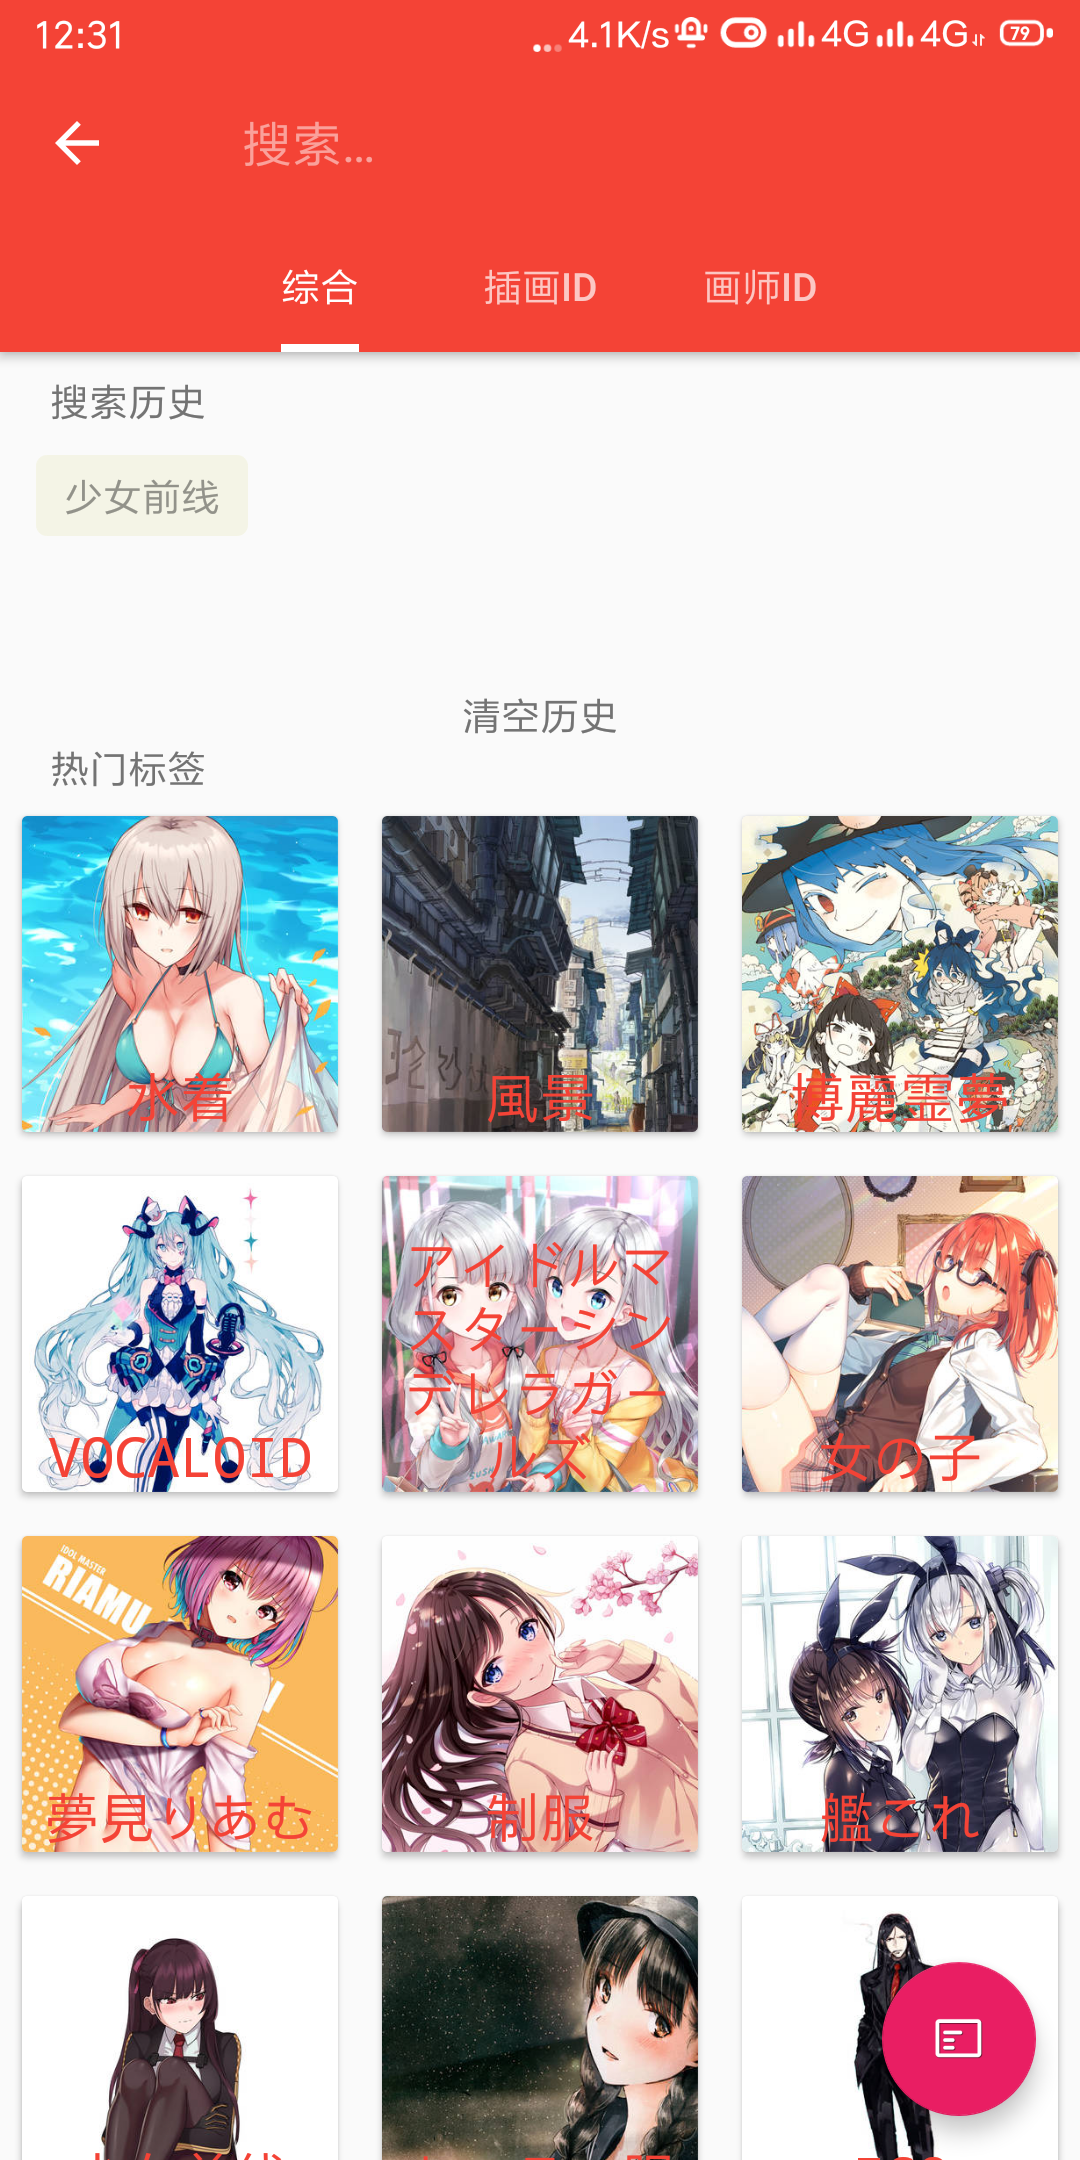 12:31
4.1K/s 4G 4G 79
搜索...
综合 插画ID 画师ID
搜索历史
少女前线
清空历史
热门标签
水着
風景
博麗霊夢
VOCALOID
アイドルマ
スターシン
デレラガー
ルズ
女の子
IDOL MASTER
RIAMU
夢見りあむ
制服
艦これ